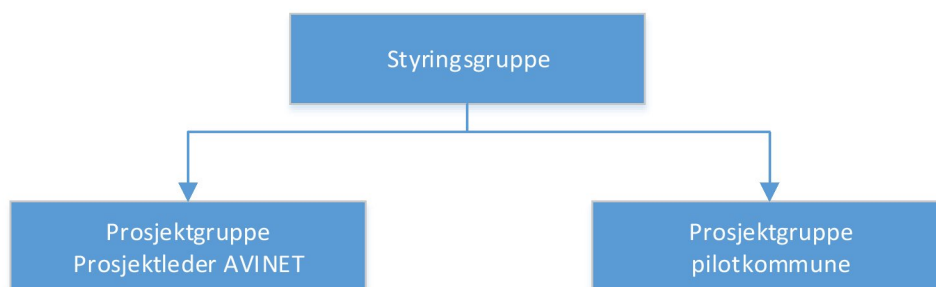 Styringsgruppe
Prosjektgruppe
Prosjektleder AVINET
Prosjektgruppe
pilotkommune